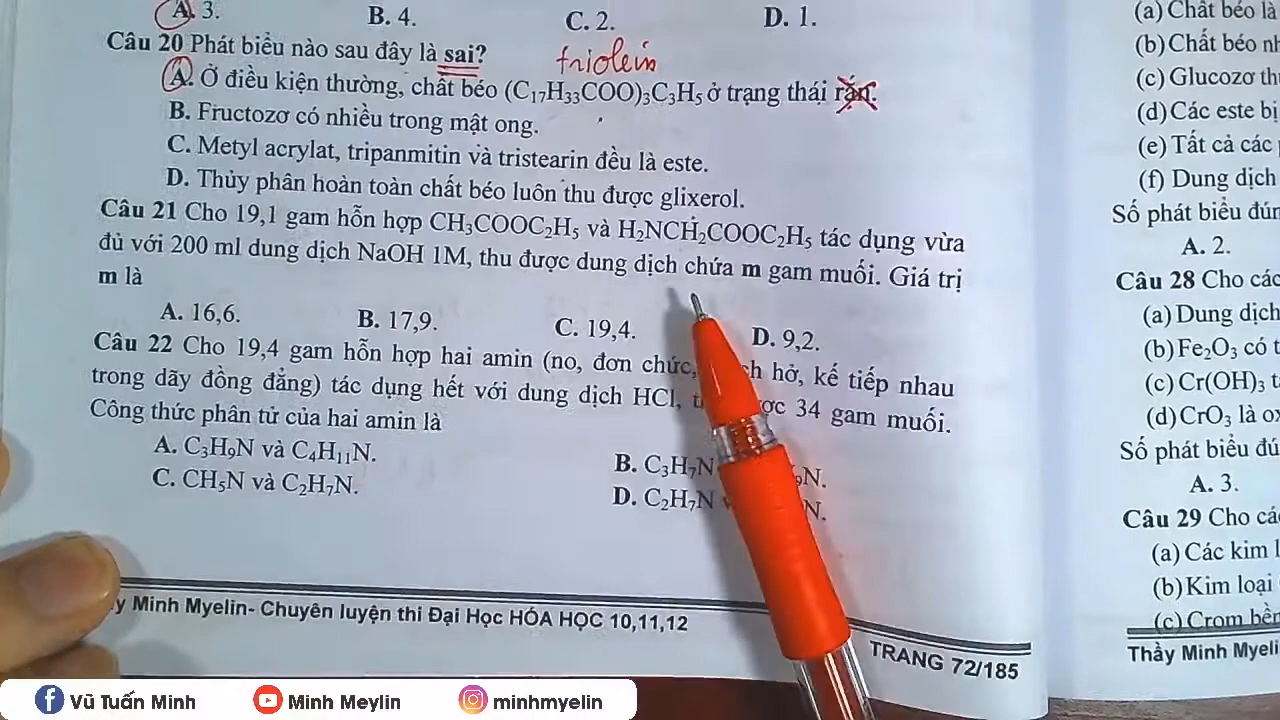 A. 3.
B. 4.
C. 2.
D. 1.
Câu 20 Phát biểu nào sau đây là sai?
triolein
A. Ở điều kiện thường, chất béo (C₁₇H₃₃COO)₃C₃H₅ ở trạng thái rắn.
B. Fructozơ có nhiều trong mật ong.
C. Metyl acrylat, tripanmitin và tristearin đều là este.
D. Thủy phân hoàn toàn chất béo luôn thu được glixerol.
Câu 21 Cho 19,1 gam hỗn hợp CH₃COOC₂H₅ và H₂NCH₂COOC₂H₅ tác dụng vừa
đủ với 200 ml dung dịch NaOH 1M, thu được dung dịch chứa m gam muối. Giá trị
m là
A. 16,6.
B. 17,9.
C. 19,4.
D. 9,2.
Câu 22 Cho 19,4 gam hỗn hợp hai amin (no, đơn chức, hở, kế tiếp nhau
trong dãy đồng đẳng) tác dụng hết với dung dịch HCl, 34 gam muối.
Công thức phân tử của hai amin là
A. C₃H₉N và C₄H₁₁N.
B. C₃H₇N
C. CH₅N và C₂H₇N.
D. C₂H₇N
Minh Myelin- Chuyên luyện thi Đại Học HÓA HỌC 10,11,12
TRANG 72/185
(a) Chất béo là
(b) Chất béo
(c) Glucozơ
(d) Các este bị
(e) Tất cả các
(f) Dung dịch
Số phát biểu
A. 2.
Câu 28 Cho các
(a) Dung dịch
(b) Fe₂O₃ có
(c) Cr(OH)₃
(d) CrO₃ là
Số phát biểu
A. 3.
Câu 29 Cho
(a) Các kim
(b) Kim loại
(c) Crom
Thầy Minh
Vũ Tuấn Minh
Minh Meylin
minhmyelin